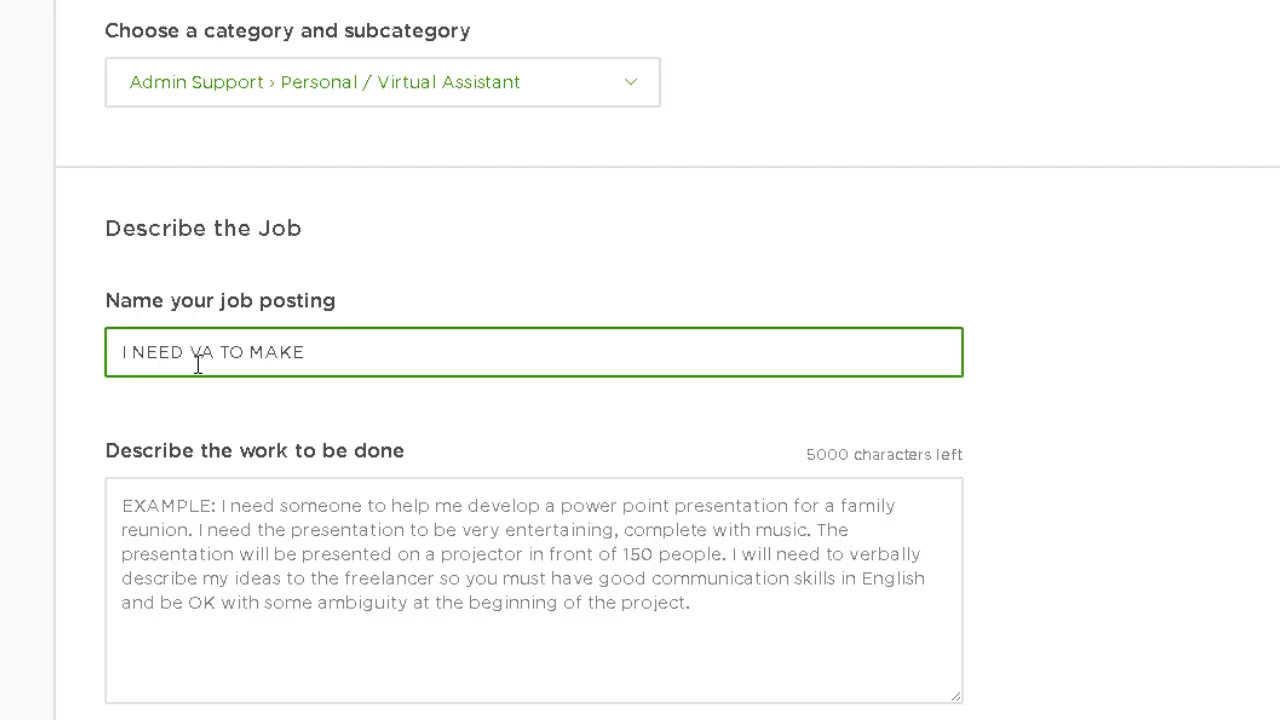 Choose a category and subcategory
Admin Support › Personal / Virtual Assistant
Describe the Job
Name your job posting
I NEED VA TO MAKE
Describe the work to be done
5000 characters left
EXAMPLE: I need someone to help me develop a power point presentation for a family
reunion. I need the presentation to be very entertaining, complete with music. The
presentation will be presented on a projector in front of 150 people. I will need to verbally
describe my ideas to the freelancer so you must have good communication skills in English
and be OK with some ambiguity at the beginning of the project.